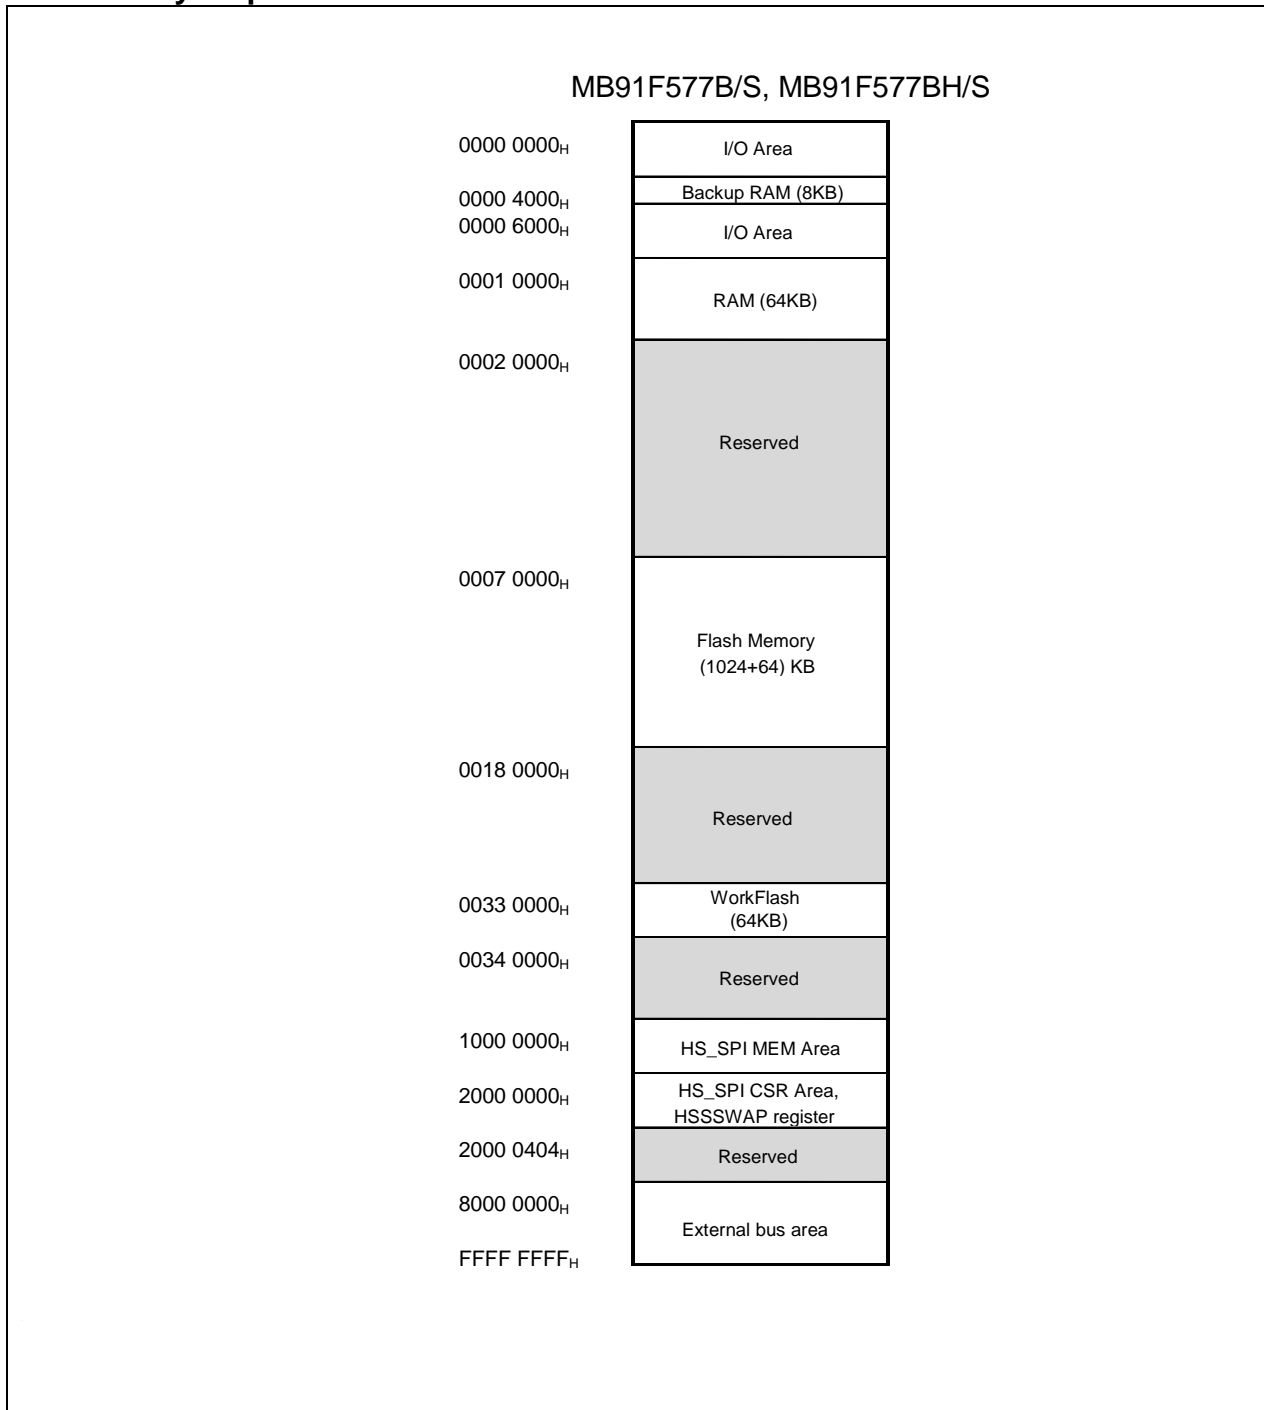 MB91F577B/S, MB91F577BH/S
0000 0000H
I/O Area
0000 4000H
Backup RAM (8KB)
0000 6000H
I/O Area
0001 0000H
RAM (64KB)
0002 0000H
Reserved
0007 0000H
Flash Memory
(1024+64) KB
0018 0000H
Reserved
0033 0000H
WorkFlash
(64KB)
0034 0000H
Reserved
1000 0000H
HS_SPI MEM Area
2000 0000H
HS_SPI CSR Area,
HSSSWAP register
2000 0404H
Reserved
8000 0000H
External bus area
FFFF FFFFH